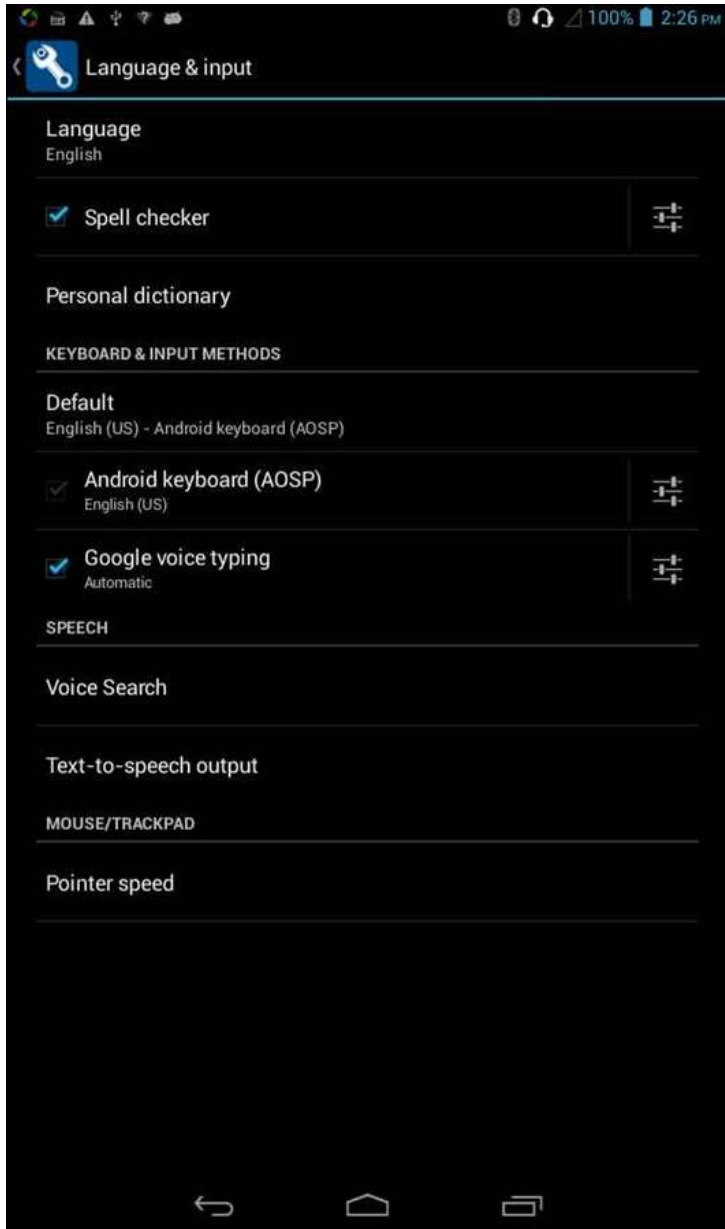 100% 2:26 PM
Language & input
Language
English
Spell checker
Personal dictionary
KEYBOARD & INPUT METHODS
Default
English (US) - Android keyboard (AOSP)
Android keyboard (AOSP)
English (US)
Google voice typing
Automatic
SPEECH
Voice Search
Text-to-speech output
MOUSE/TRACKPAD
Pointer speed